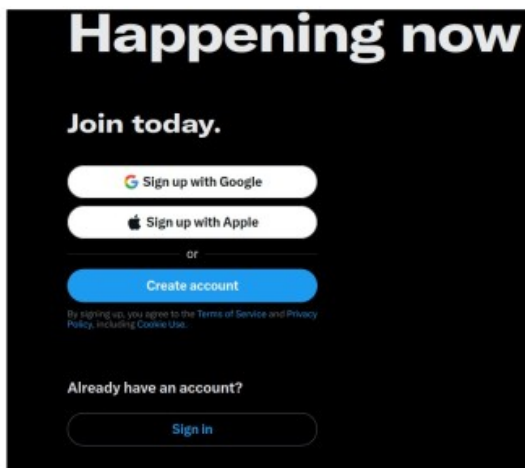 Happening now
Join today.
Sign up with Google
Sign up with Apple
or
Create account
By signing up, you agree to the Terms of Service and Privacy
Policy, including Cookie Use.
Already have an account?
Sign in